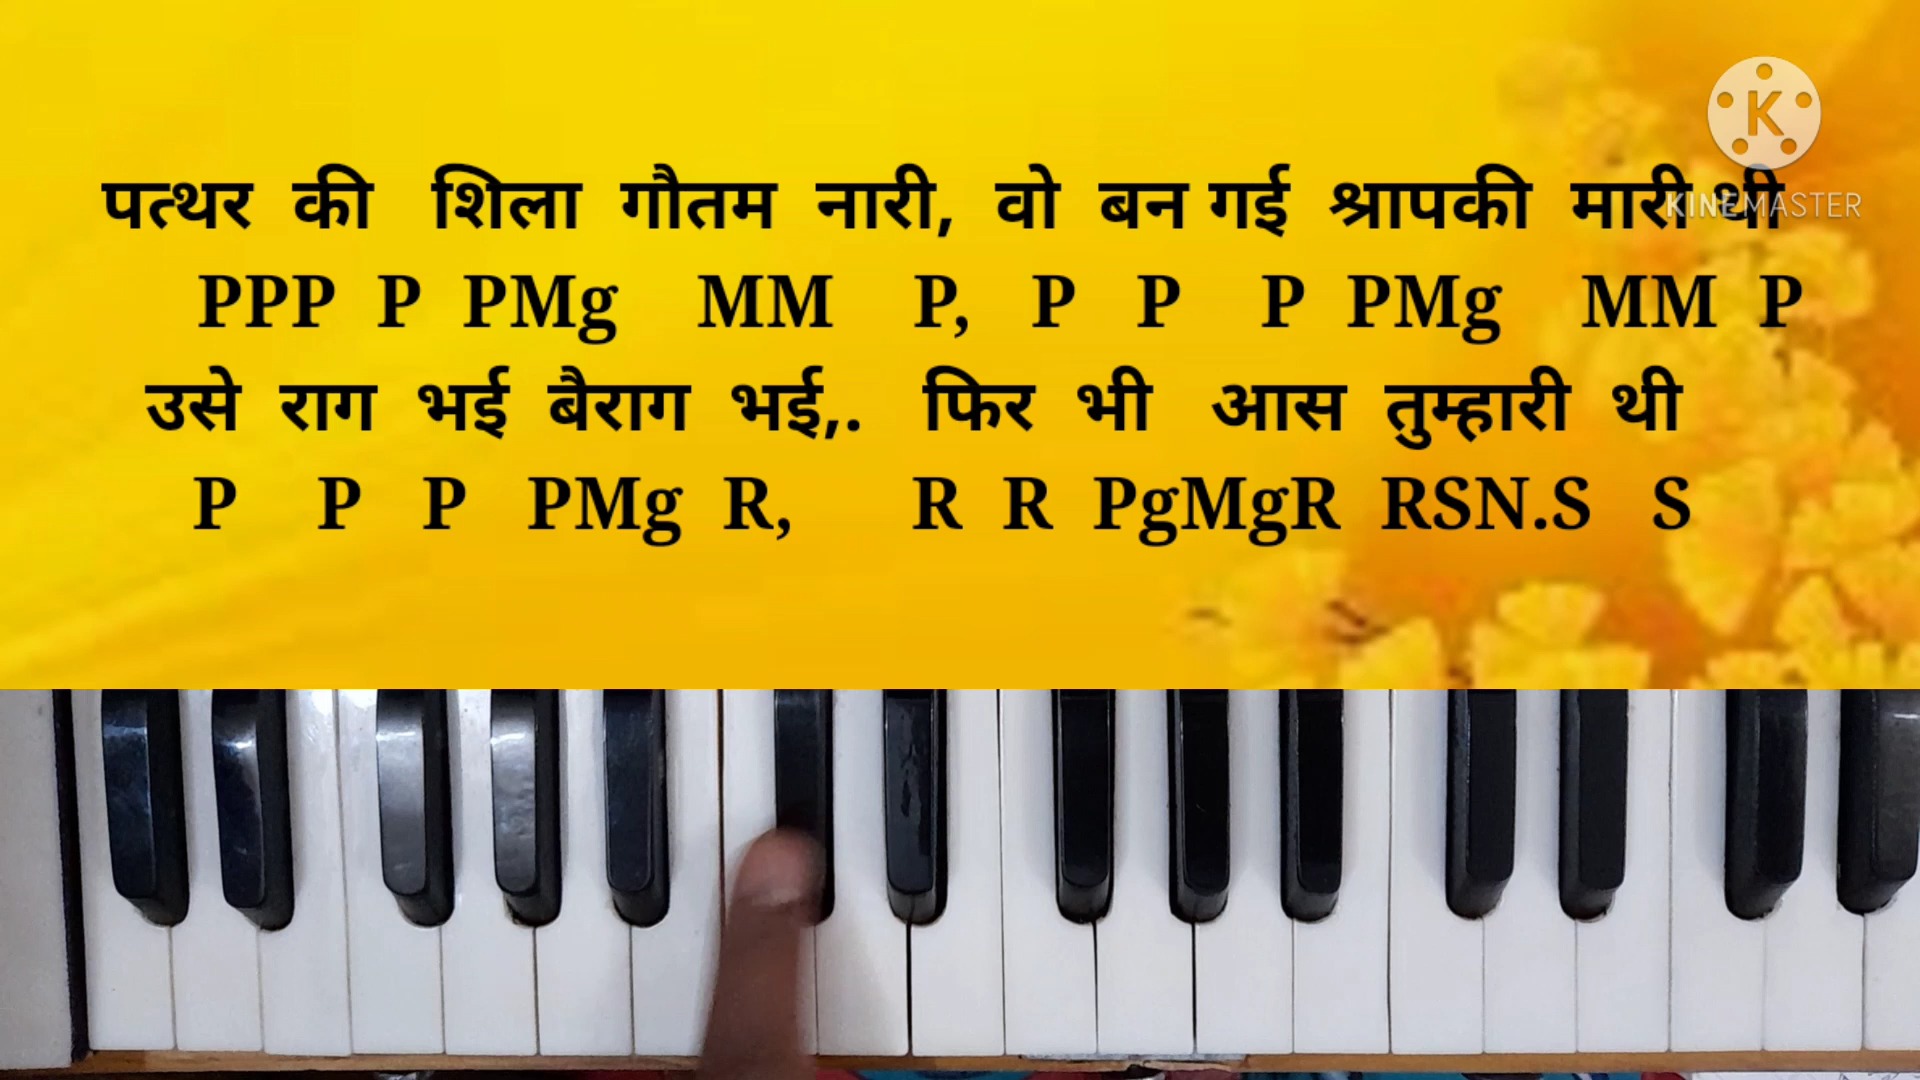 पत्थर की शिला गौतम नारी, वो बन गई श्रापकी मारी थी
PPP P PMg MM P, P P P PMg MM P
उसे राग भई बैराग भई,. फिर भी आस तुम्हारी थी
P P P PMg R, R R PgMgR RSN.S S
K
KINEMASTER